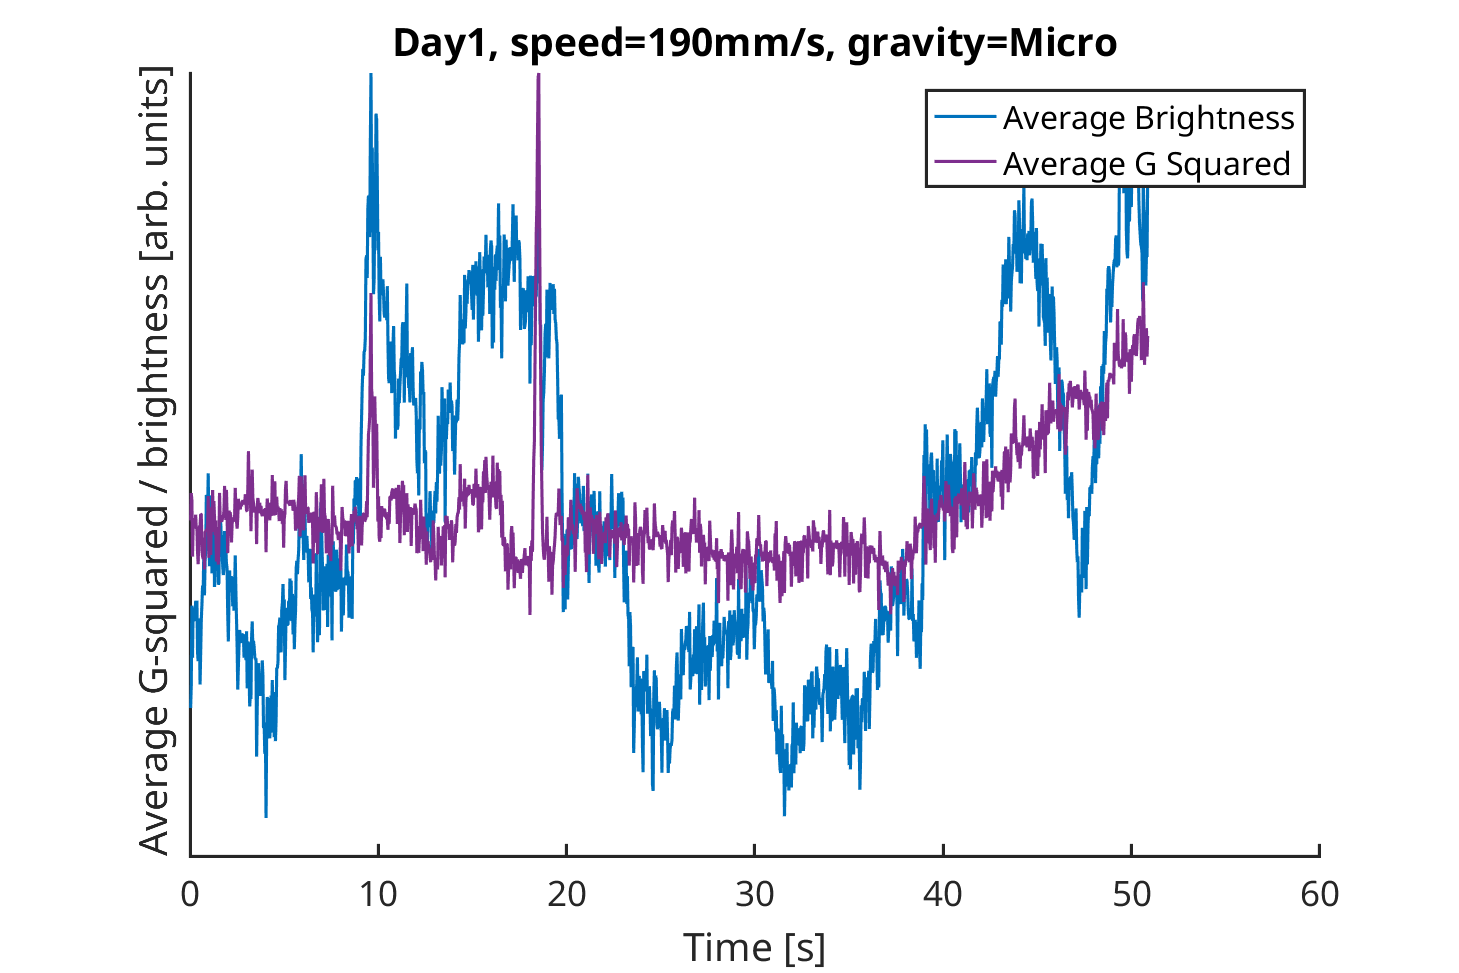 Day1, speed=190mm/s, gravity=Micro
Average Brightness
Average G Squared
Average G-squared / brightness [arb. units]
0 10 20 30 40 50 60
Time [s]